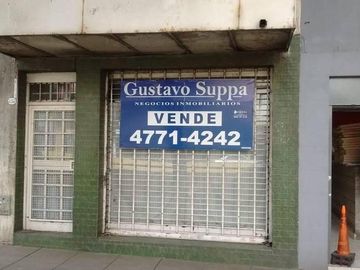 Gustavo Suppa
NEGOCIOS INMOBILIARIOS
VENDE
4771-4242